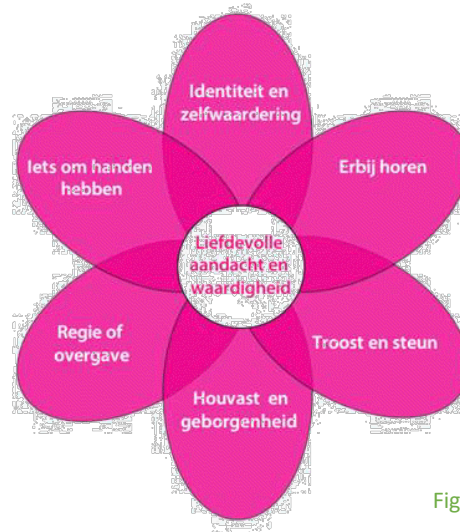 Identiteit en
zelfwaardering
Iets om handen
hebben
Erbij horen
Liefdevolle
aandacht en
waardigheid
Regie of
overgave
Troost en steun
Houvast en
geborgenheid
Fig